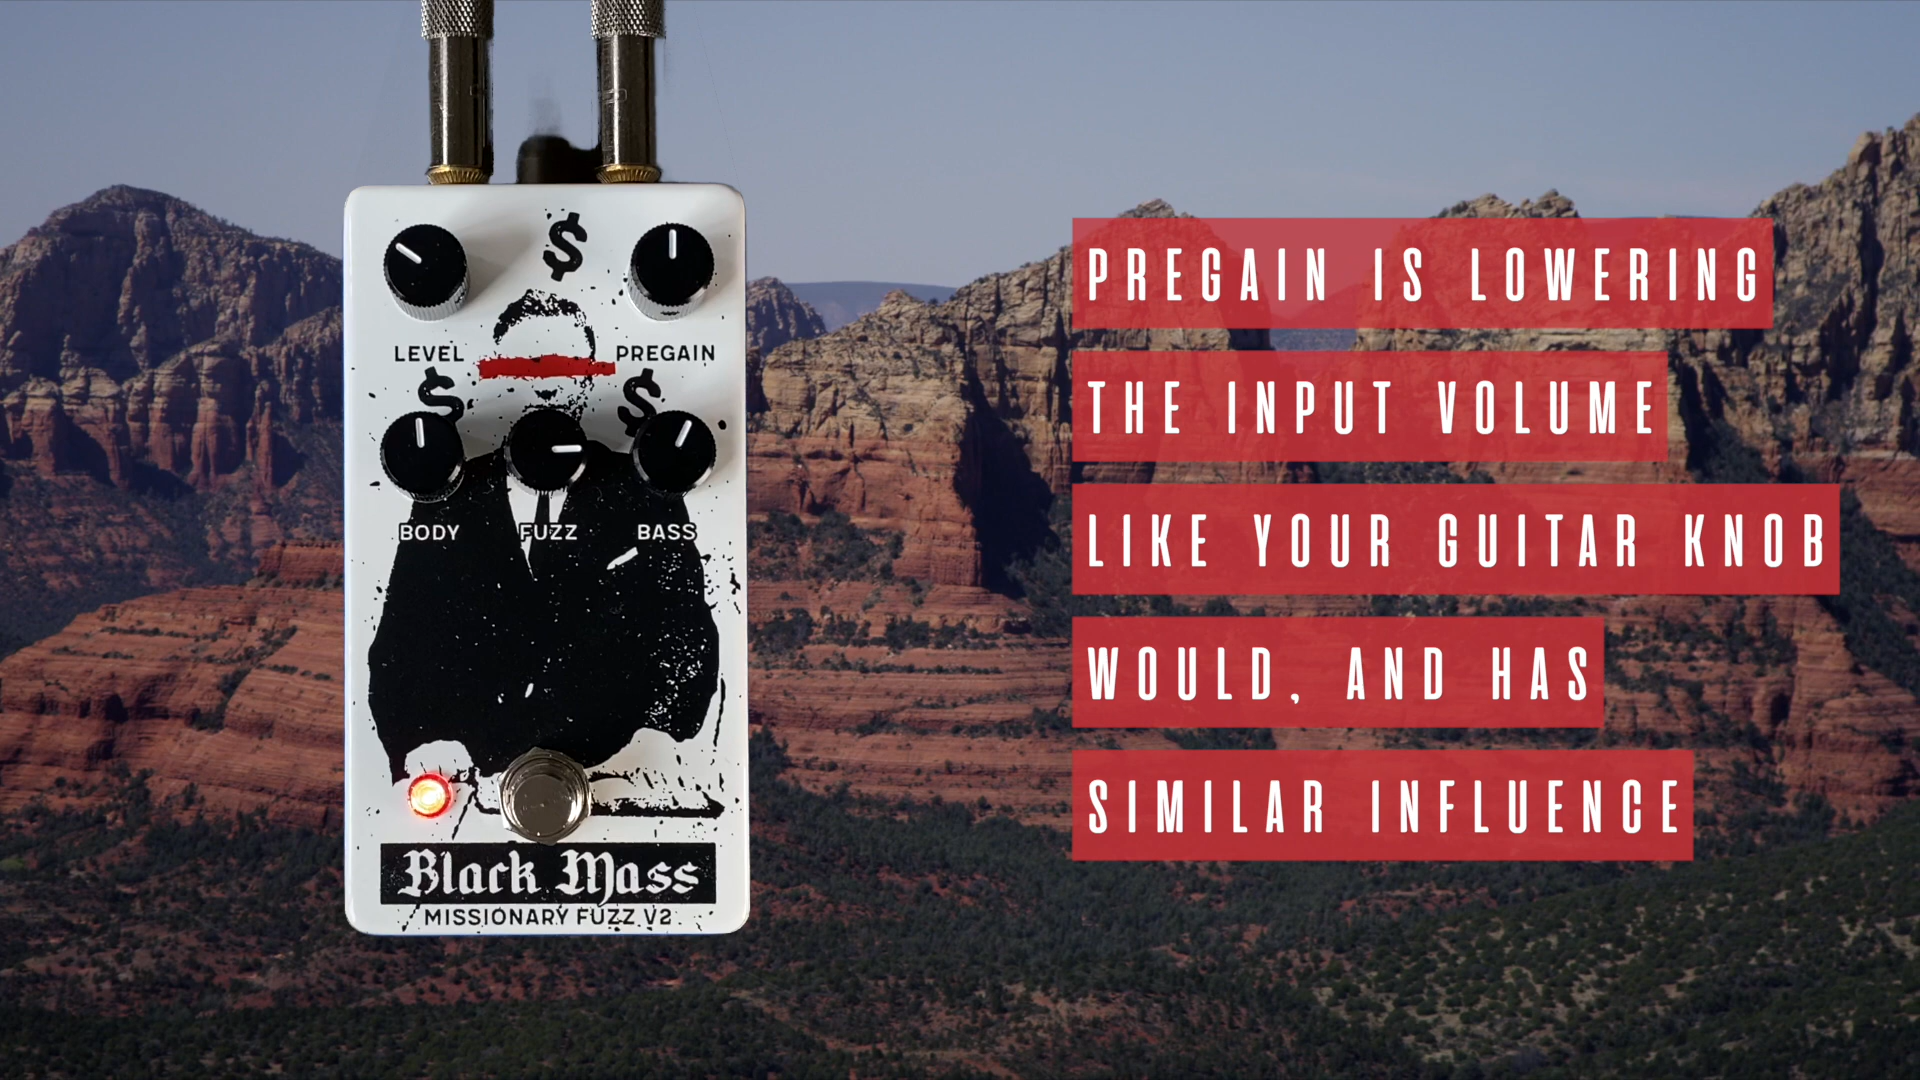 $
LEVEL
PREGAIN
$ $
BODY FUZZ BASS
Black Mass
MISSIONARY FUZZ V2
PREGAIN IS LOWERING
THE INPUT VOLUME
LIKE YOUR GUITAR KNOB
WOULD, AND HAS
SIMILAR INFLUENCE